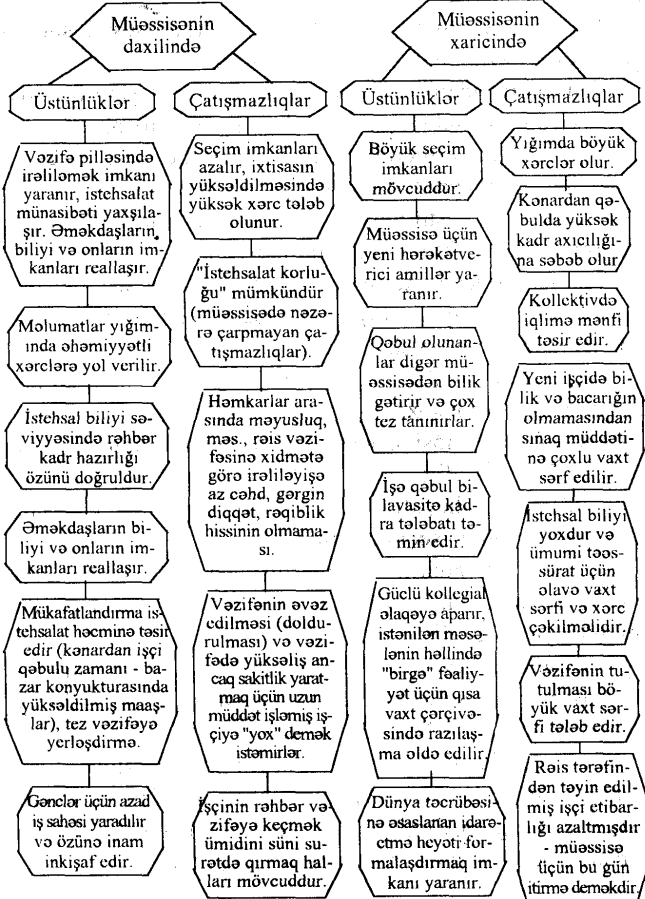 Müəssisənin
daxilində
Üstünlüklər
Vəzifə pilləsində
irəliləmək imkanı
yaranır, istehsalat
münasibəti yaxşıla-
şır. Əməkdaşların
biliyi və onların im-
kanları reallaşır.
Məlumatlar yığım-
ında əhəmiyyətli
xərclərə yol verilir.
İstehsal biliyi sə-
viyyəsində rəhbər
kadr hazırlığı
özünü doğruldur.
Əməkdaşların bi-
liyi və onların im-
kanları reallaşır.
Mükafatlandırma is-
tehsalat həcminə təsir
edir (kənardan işçi
qəbulu zamanı - ba-
zar konyukturasında
yüksəldilmiş maaş-
lar), tez vəzifəyə
yerləşdirmə.
Gənclər üçün azad
iş sahəsi yaradılır
və özünə inam
inkişaf edir.
Çatışmazlıqlar
Seçim imkanları
azalır, ixtisasın
yüksəldilməsində
yüksək xərc tələb
olunur.
"İstehsalat korlu-
ğu" mümkündür
(müəssisədə nəzə-
rə çarpmayan ça-
tışmazlıqlar).
Həmkarlar ara-
sında məyusluq,
məs., rəis vəzi-
fəsinə xidmətə
görə irəliləyişə
az cəhd, gərgin
diqqət, rəqiblik
hissinin olmama-
sı.
Vəzifənin əvəz
edilməsi (doldu-
rulması) və vəzi-
fədə yüksəliş an-
caq sakitlik yarat-
maq üçün uzun
müddət işləmiş iş-
çiyə "yox" demək
istəmirlər.
İşçinin rəhbər və-
zifəyə keçmək
ümidini süni su-
rətdə qırmaq hal-
ları mövcuddur.
Müəssisənin
xaricində
Üstünlüklər
Böyük seçim
imkanları
mövcuddur.
Müəssisə üçün
yeni hərəkətve-
rici amillər ya-
ranır.
Qəbul olunan-
lar digər mü-
əssisədən bilik
gətirir və çox
tez tanınırlar.
İşə qəbul bi-
lavasitə kad-
ra tələbatı tə-
min edir.
Güclü kollegial
əlaqəyə aparır,
istənilən məsə-
lənin həllində
"birgə" fəaliy-
yət üçün qısa
vaxt çərçivə-
sində razılaş-
ma əldə edilir.
Dünya təcrübəsi-
nə əsaslanan idarə-
etmə heyəti for-
malaşdırmaq im-
kanı yaranır.
Çatışmazlıqlar
Yığımda böyük
xərclər olur.
Kənardan qə-
bulda yüksək
kadr axıcılığı-
na səbəb olur
Kollektivdə
iqlimə mənfi
təsir edir.
Yeni işçidə bi-
lik və bacarığın
olmamasından
sınaq müddəti-
nə çoxlu vaxt
sərf edilir.
İstehsal biliyi
yoxdur və
ümumi təəs-
sürat üçün
əlavə vaxt
sərfi və xərc
çəkilməlidir.
Vəzifənin tu-
tulması bö-
yük vaxt sər-
fi tələb edir.
Rəis tərəfin-
dən təyin edil-
miş işçi etibar-
lığı azaltmışdır
- müəssisə
üçün bu gün
itirmə deməkdir.